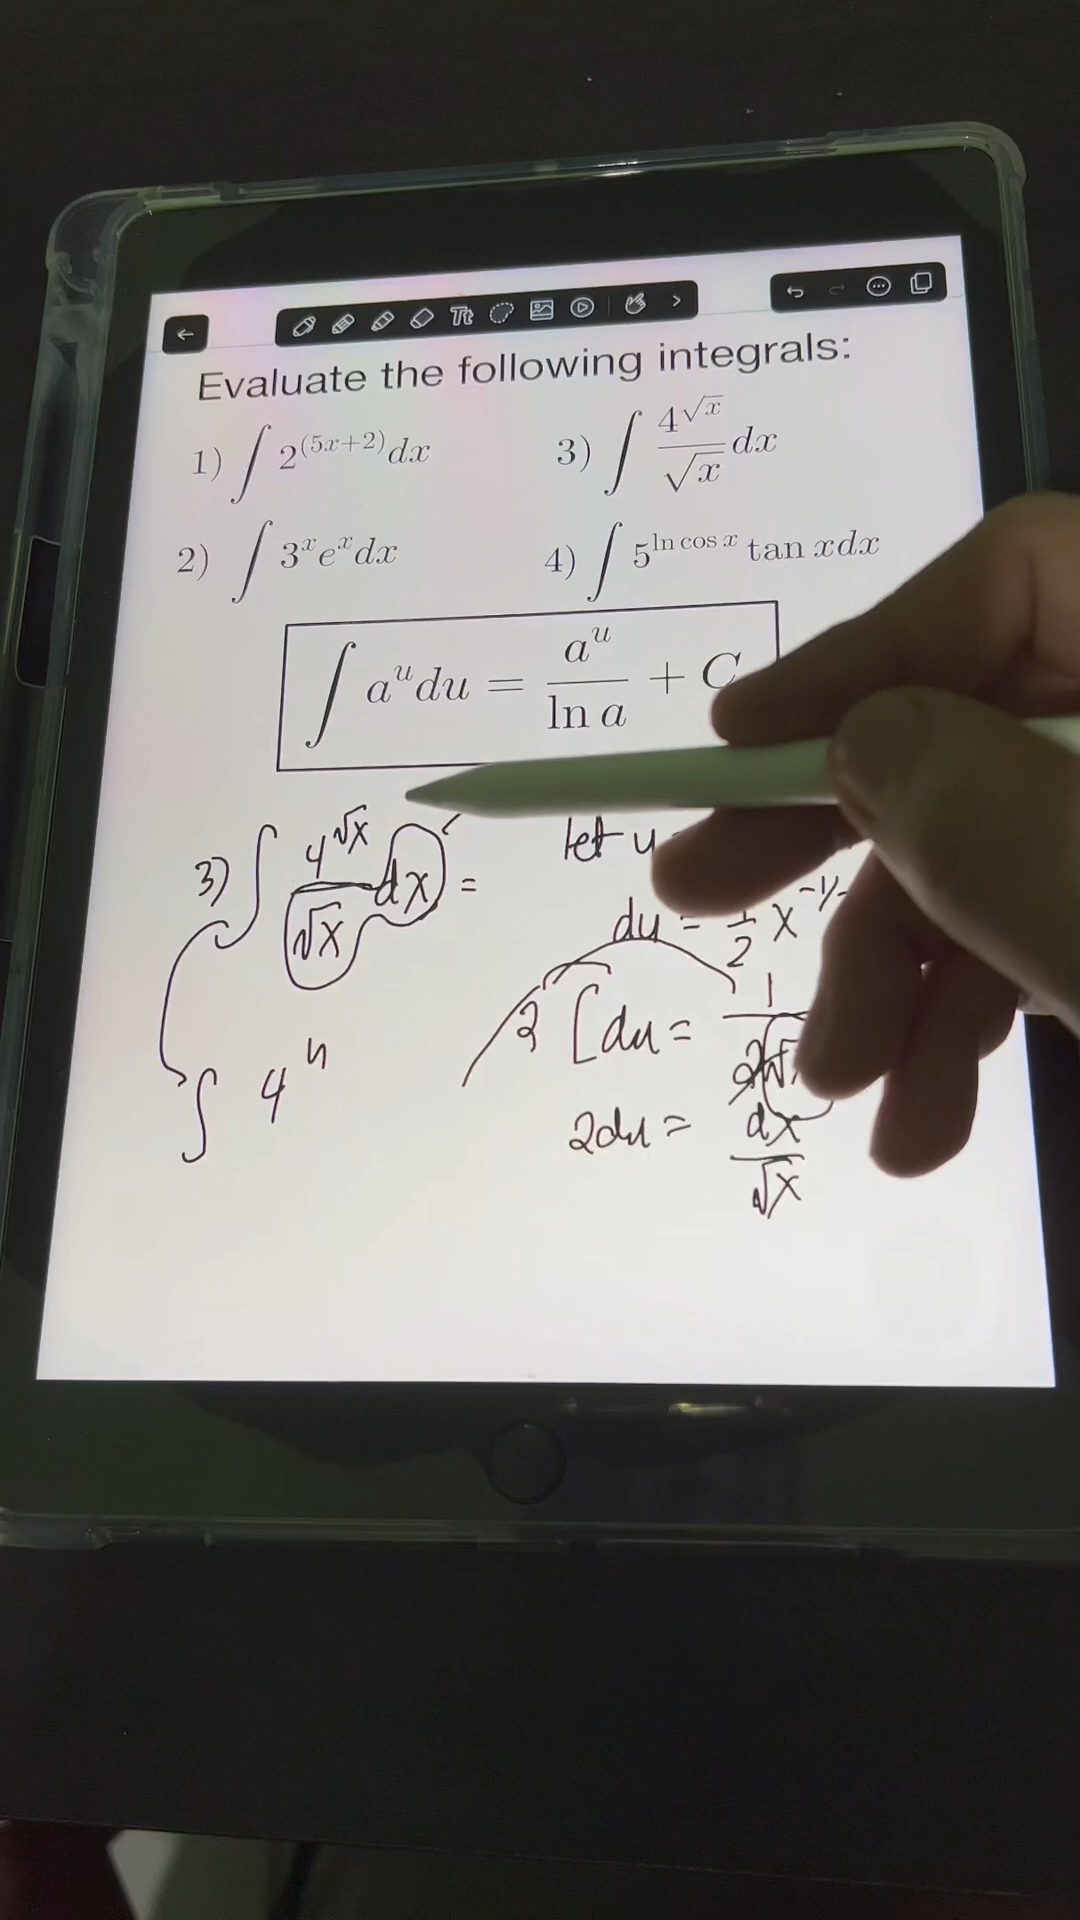 Tt
Evaluate the following integrals:
1) ∫ 2^(5x+2) dx
3) ∫ 4^√x / √x dx
2) ∫ 3^x e^x dx
4) ∫ 5^ln cos x tan x dx
∫ a^u du = a^u / ln a + C
3) ∫ 4^√x / √x dx =
let u
du = 1/2 x
2 [du = 1 / 2√
∫ 4^u
2du = dx / √x